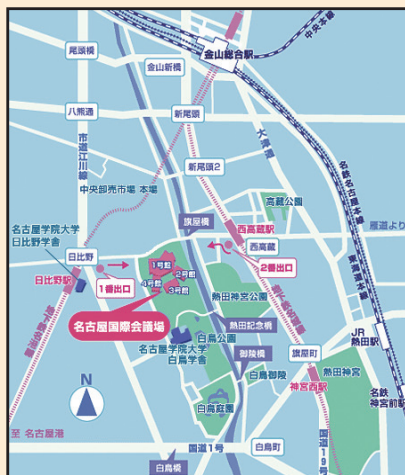 尾頭橋
金山総合駅
中央本線
金山新橋
八熊通
新尾頭
大津通
市道江川線
新尾頭2
中央卸売市場 本場
高蔵公園
名鉄名古屋本線
東海道本線
旗屋橋
西高蔵駅
雁道より
名古屋学院大学
日比野学舎
日比野
西高蔵
1号館
2号館
4号館
3号館
2番出口
日比野駅
1番出口
熱田神宮公園
名古屋国際会議場
熱田記念橋
白鳥公園
名古屋学院大学
白鳥学舎
御陵橋
旗屋町
JR
熱田駅
白鳥御陵
熱田神宮
神宮西駅
名鉄
神宮前駅
N
白鳥庭園
至 名古屋港
国道1号
白鳥町
国道19号
白鳥橋